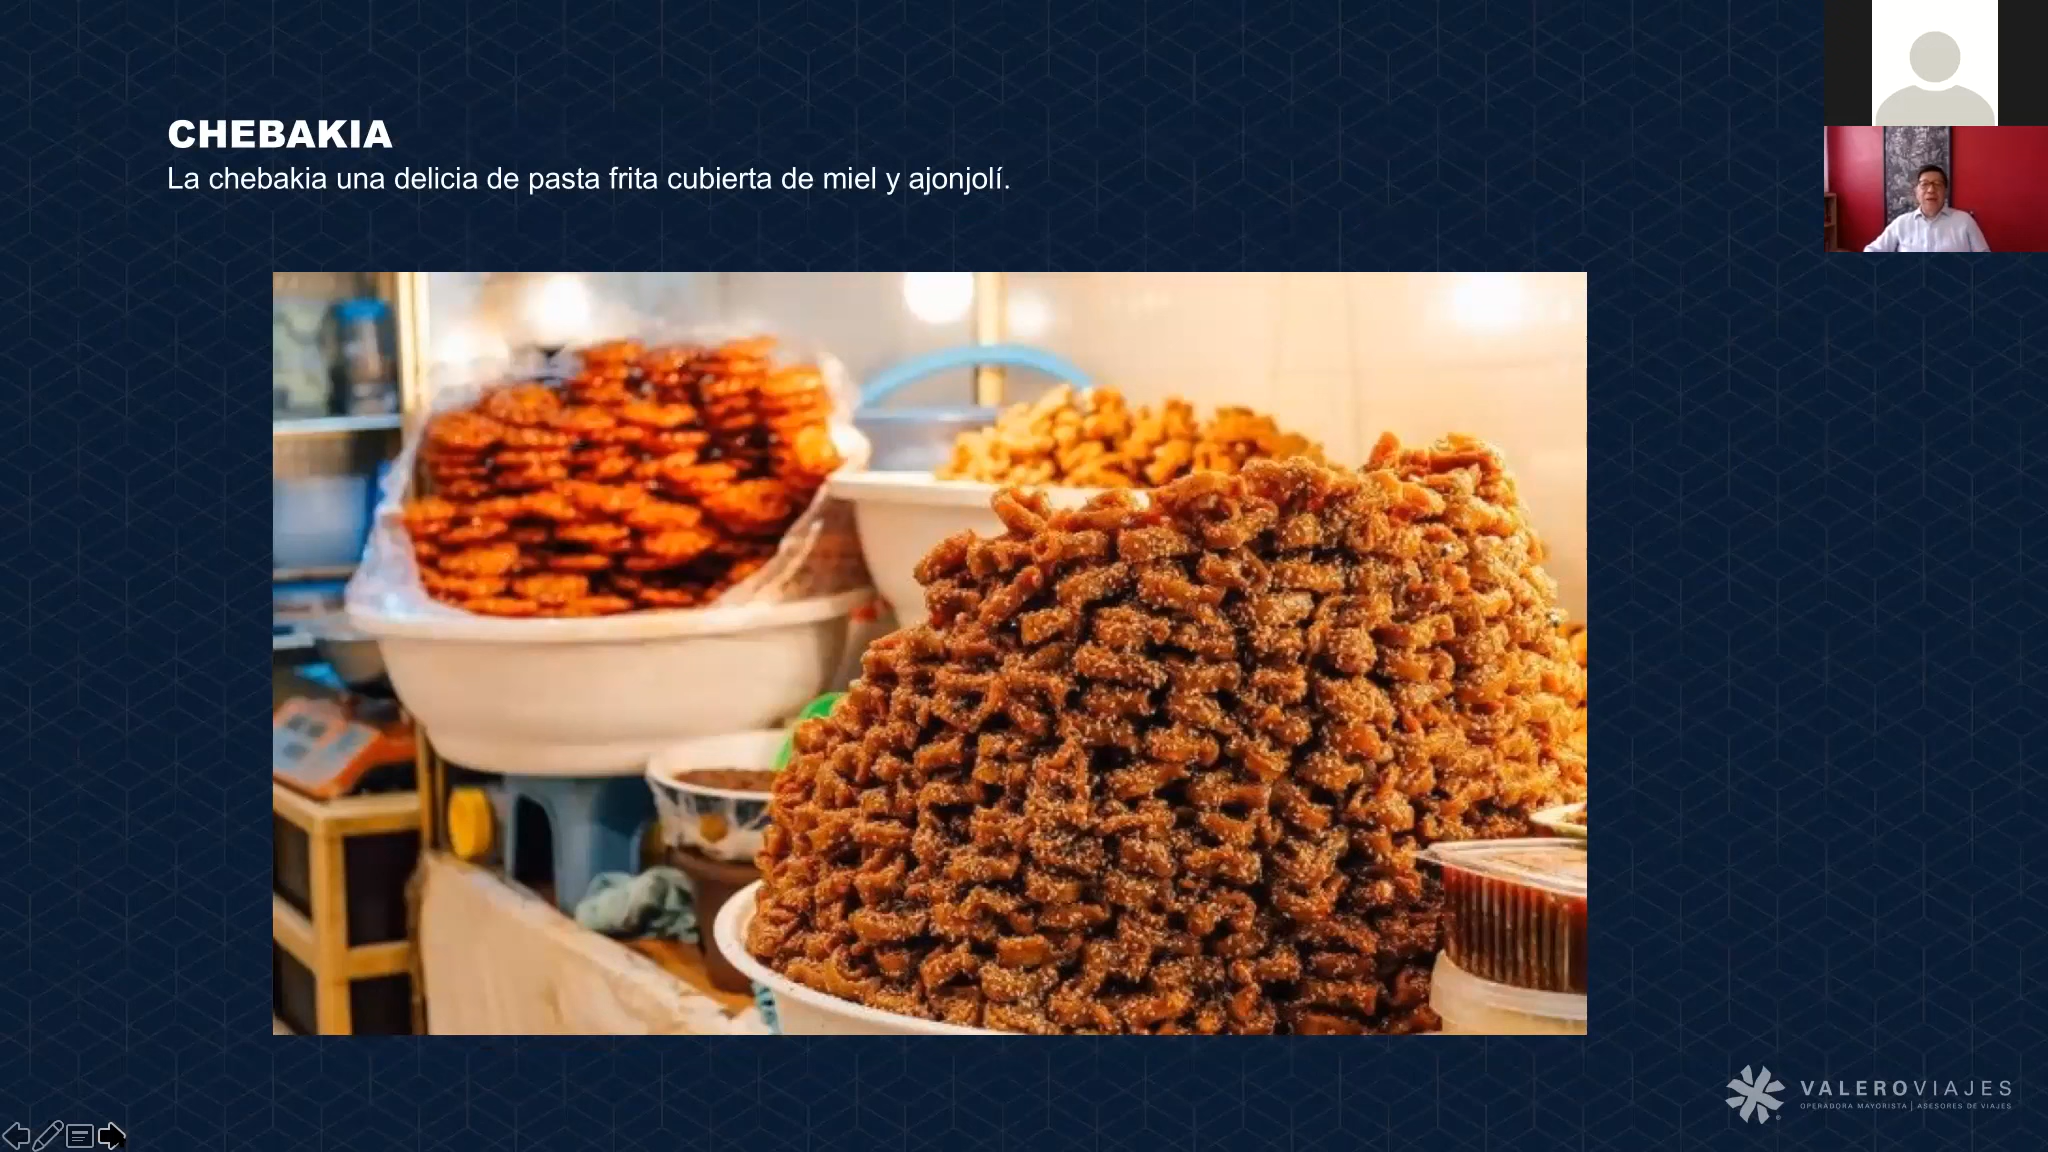 CHEBAKIA
La chebakia una delicia de pasta frita cubierta de miel y ajonjolí.
VALEROVIAJES
OPERADORA MAYORISTA | ASESORES DE VIAJES